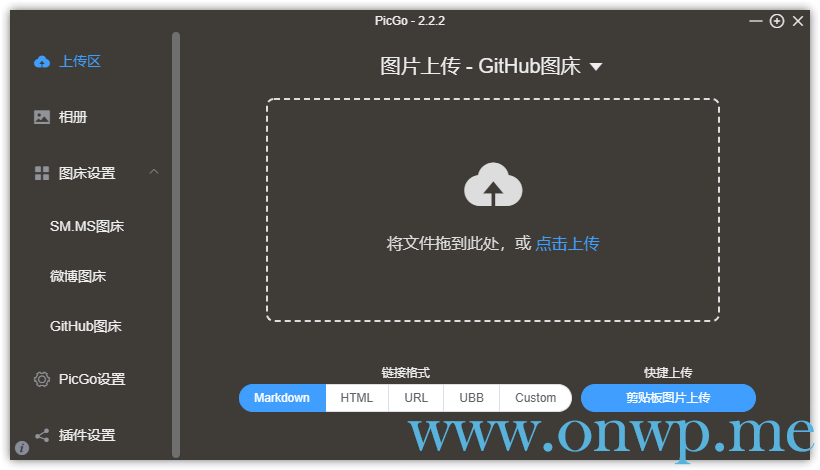 PicGo - 2.2.2
上传区
相册
图床设置
SM.MS图床
微博图床
GitHub图床
PicGo设置
插件设置
图片上传 - GitHub图床
将文件拖到此处，或 点击上传
链接格式
Markdown HTML URL UBB Custom
快捷上传
剪贴板图片上传
www.onwp.me